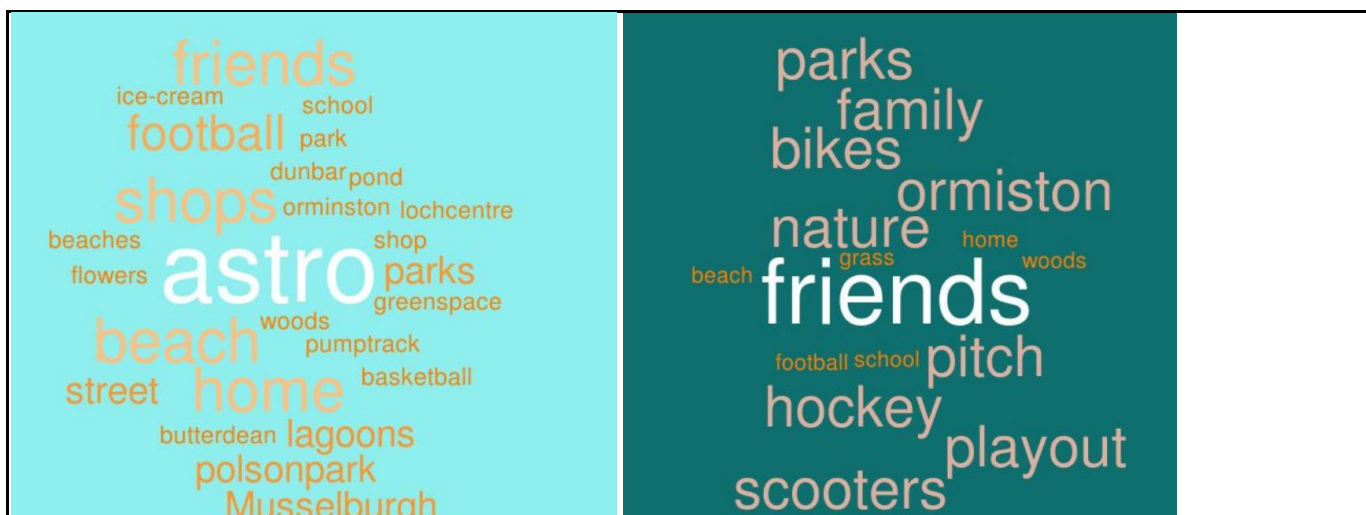 friends
ice-cream
school
football
park
dunbar
pond
shops
orminston
lochcentre
beaches
shop
astro
flowers
parks
greenspace
woods
beach
pumptrack
basketball
street
home
butterdean
lagoons
polsonpark
Musselburgh
parks
family
bikes
ormiston
nature
home
grass
woods
beach
friends
football
school
pitch
hockey
playout
scooters